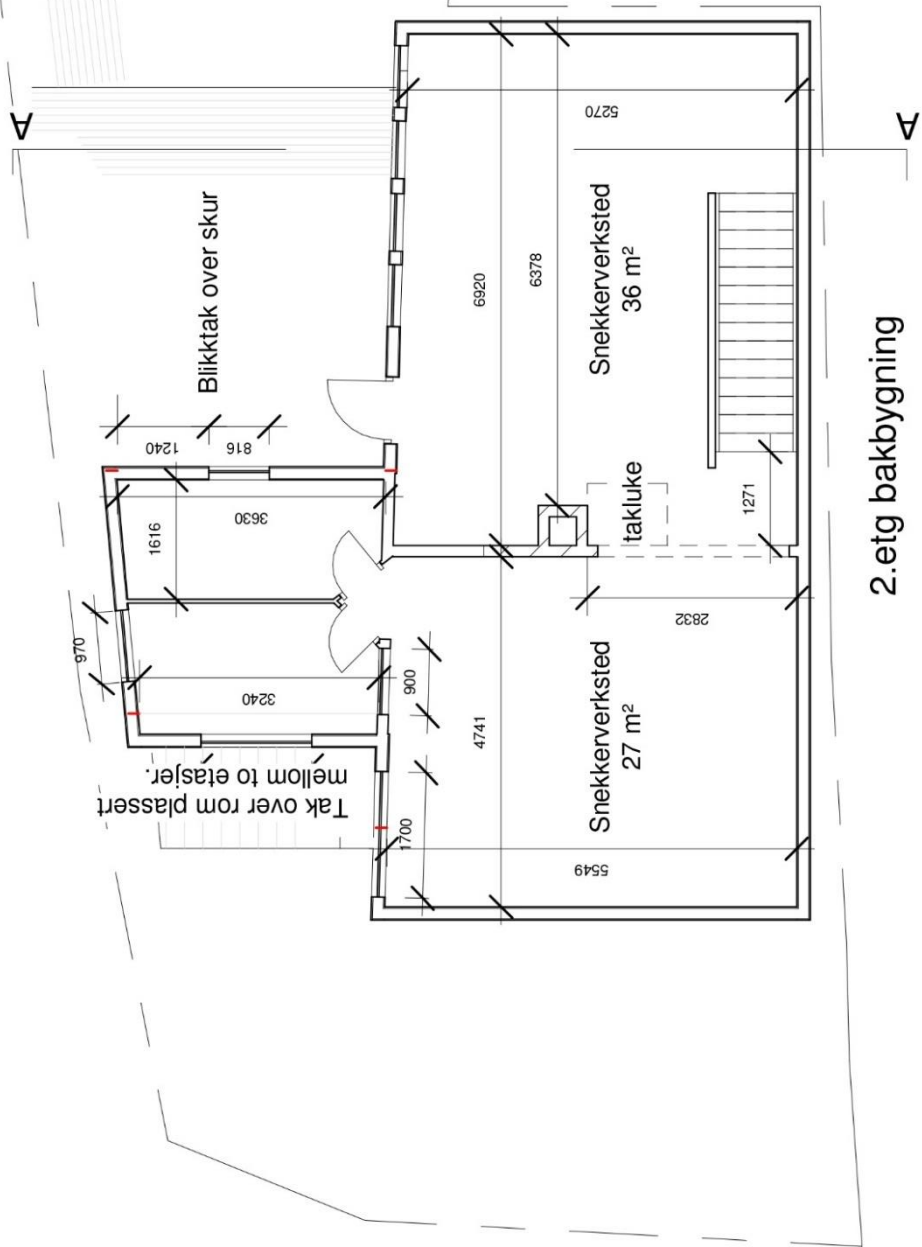 A
A
Blikktak over skur
5270
6920
6378
Snekkerverksted
36 m²
1240
816
3630
1616
970
3240
900
takluke
1271
2832
4741
Snekkerverksted
27 m²
Tak over rom plassert
mellom to etasjer.
1700
5549
2.etg bakbygning